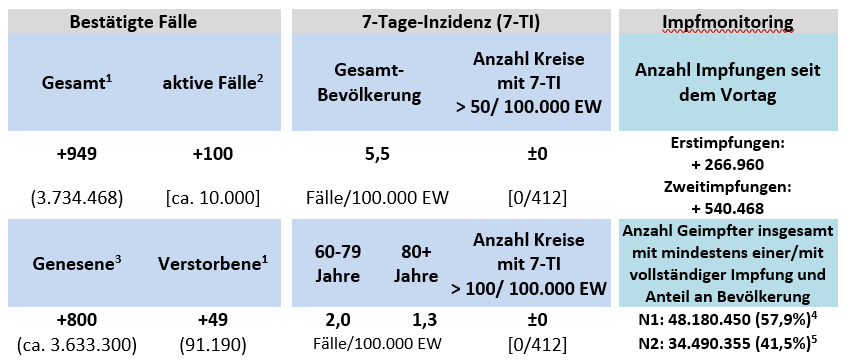 Bestätigte Fälle
7-Tage-Inzidenz (7-TI)
Impfmonitoring
Gesamt¹
aktive Fälle²
Gesamt-
Bevölkerung
Anzahl Kreise
mit 7-TI
> 50/ 100.000 EW
Anzahl Impfungen seit
dem Vortag
+949
+100
5,5
±0
Erstimpfungen:
+ 266.960
(3.734.468)
[ca. 10.000]
Fälle/100.000 EW
[0/412]
Zweitimpfungen:
+ 540.468
Genesene³
Verstorbene¹
60-79
Jahre
80+
Jahre
Anzahl Kreise
mit 7-TI
> 100/ 100.000 EW
Anzahl Geimpfter insgesamt
mit mindestens einer/mit
vollständiger Impfung und
Anteil an Bevölkerung
+800
+49
2,0
1,3
±0
N1: 48.180.450 (57,9%)⁴
(ca. 3.633.300)
(91.190)
Fälle/100.000 EW
[0/412]
N2: 34.490.355 (41,5%)⁵